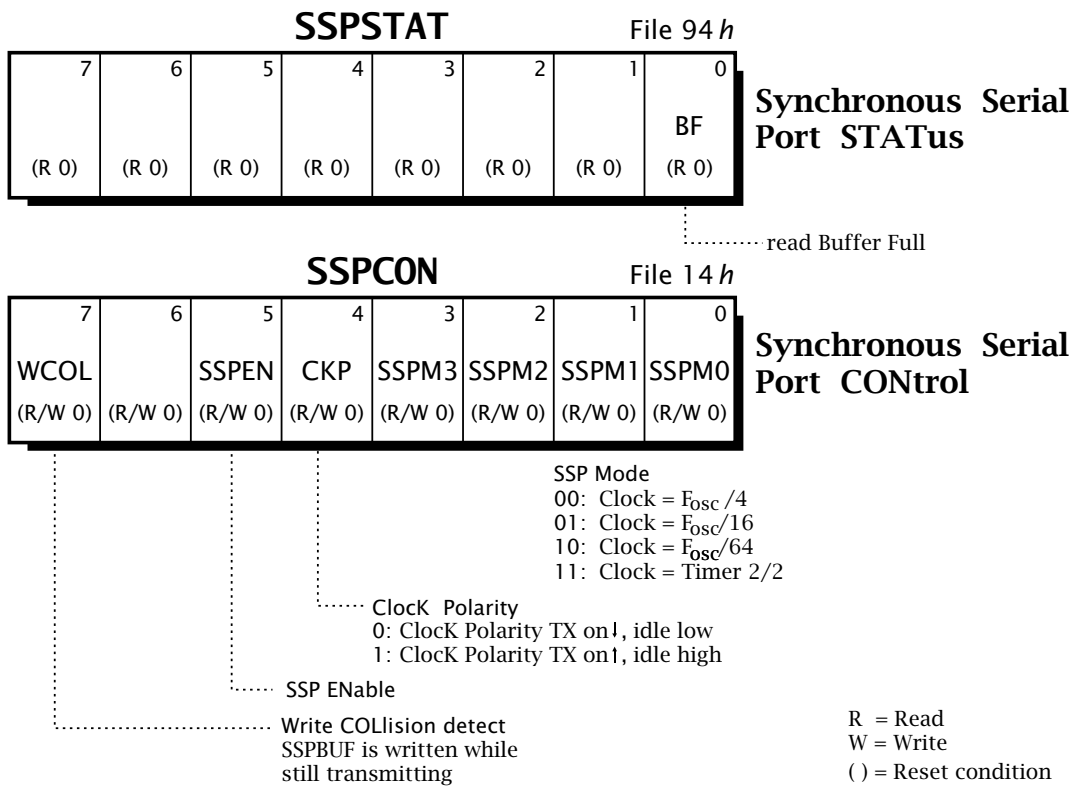 SSPSTAT File 94 h
7 6 5 4 3 2 1 0
BF
(R 0) (R 0) (R 0) (R 0) (R 0) (R 0) (R 0) (R 0)
Synchronous Serial
Port STATus
read Buffer Full
SSPCON File 14 h
7 6 5 4 3 2 1 0
WCOL SSPEN CKP SSPM3 SSPM2 SSPM1 SSPM0
(R/W 0) (R/W 0) (R/W 0) (R/W 0) (R/W 0) (R/W 0) (R/W 0) (R/W 0)
Synchronous Serial
Port CONtrol
SSP Mode
00: Clock = Fosc /4
01: Clock = Fosc/16
10: Clock = Fosc/64
11: Clock = Timer 2/2
ClocK Polarity
0: ClocK Polarity TX on↓, idle low
1: ClocK Polarity TX on↑, idle high
SSP ENable
Write COLlision detect
SSPBUF is written while
still transmitting
R = Read
W = Write
( ) = Reset condition